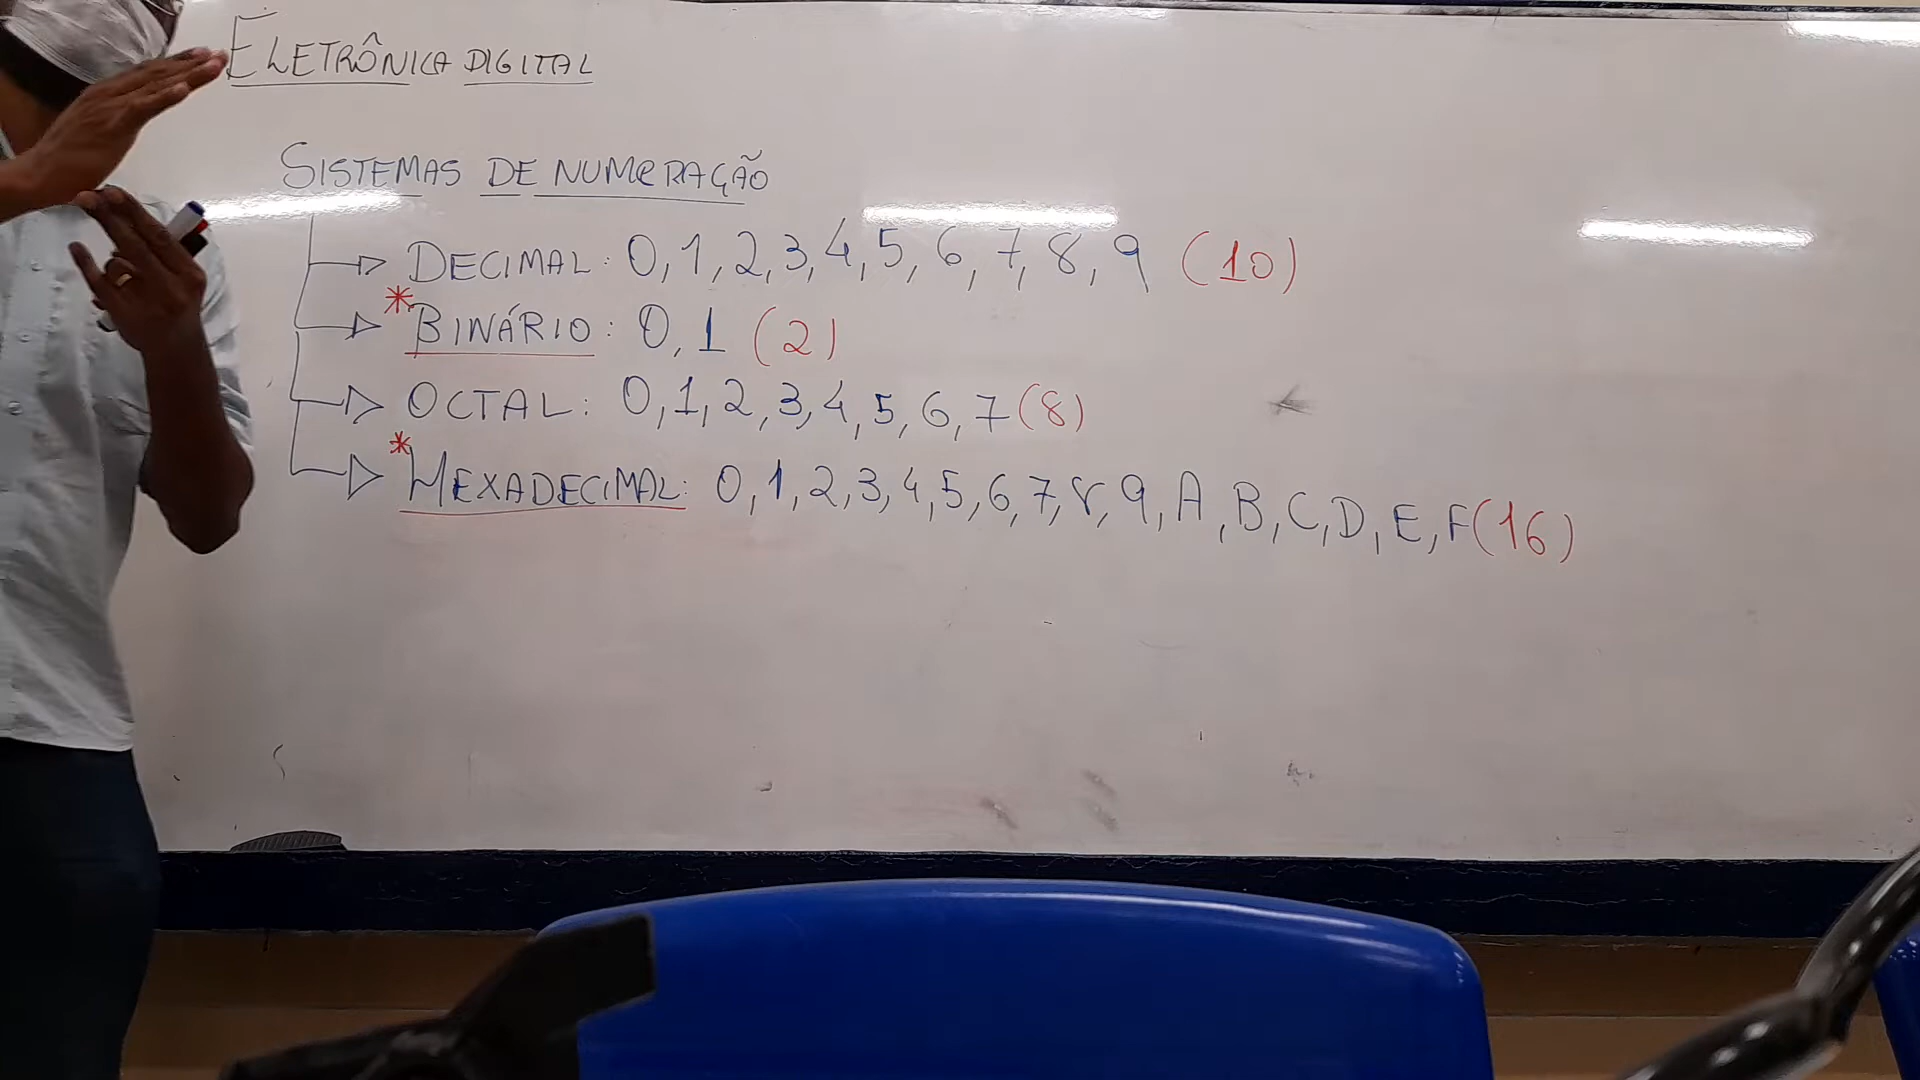 ELETRÔNICA DIGITAL
SISTEMAS DE NUMERAÇÃO
DECIMAL: 0, 1, 2, 3, 4, 5, 6, 7, 8, 9 (10)
* BINÁRIO: 0, 1 (2)
OCTAL: 0, 1, 2, 3, 4, 5, 6, 7 (8)
* HEXADECIMAL: 0, 1, 2, 3, 4, 5, 6, 7, 8, 9, A, B, C, D, E, F (16)